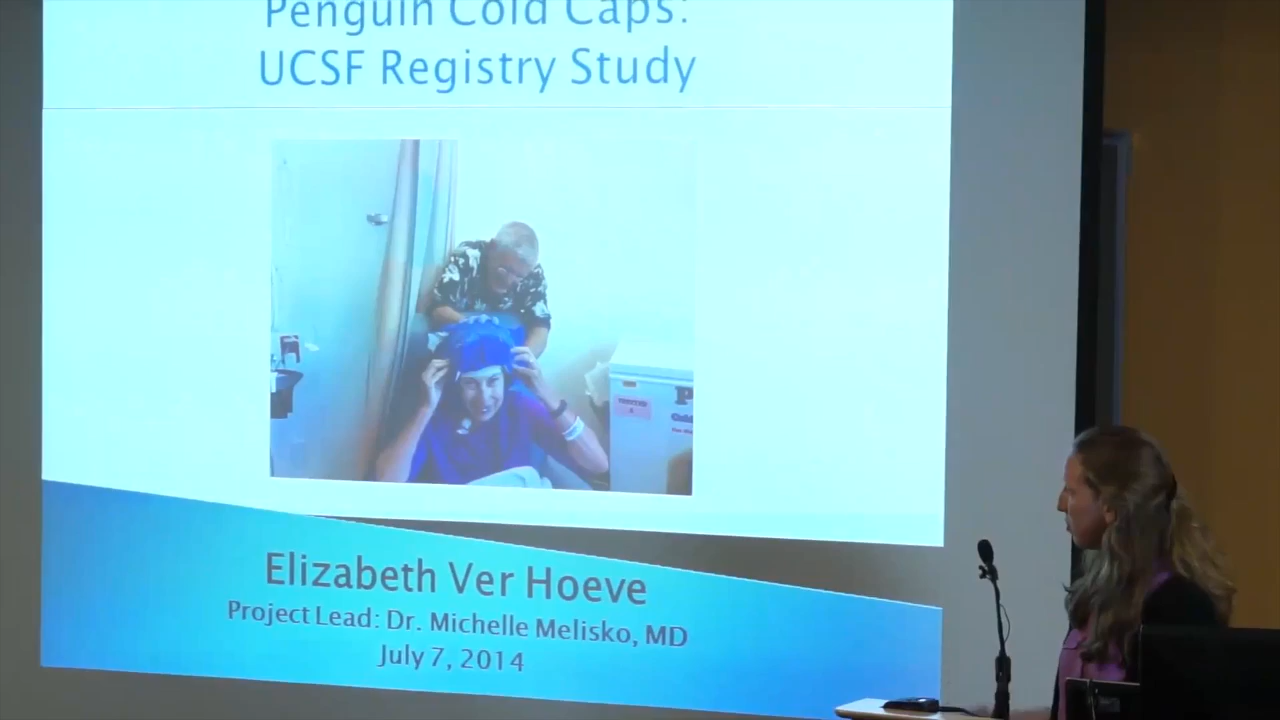 Penguin Cold Caps:
UCSF Registry Study
Elizabeth Ver Hoeve
Project Lead: Dr. Michelle Melisko, MD
July 7, 2014